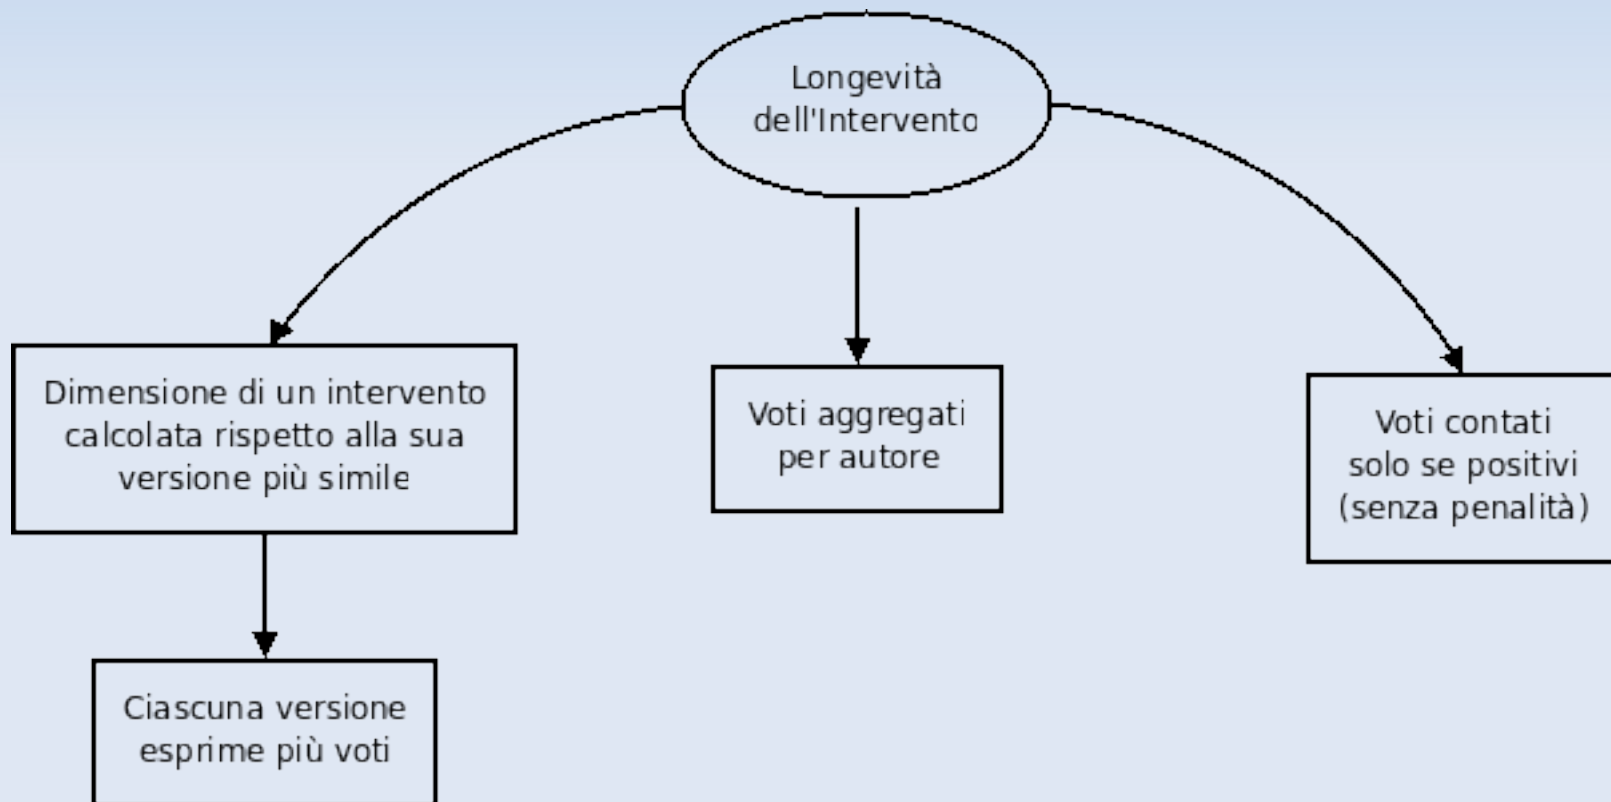 Longevità
dell'Intervento
Dimensione di un intervento
calcolata rispetto alla sua
versione più simile
Voti aggregati
per autore
Voti contati
solo se positivi
(senza penalità)
Ciascuna versione
esprime più voti